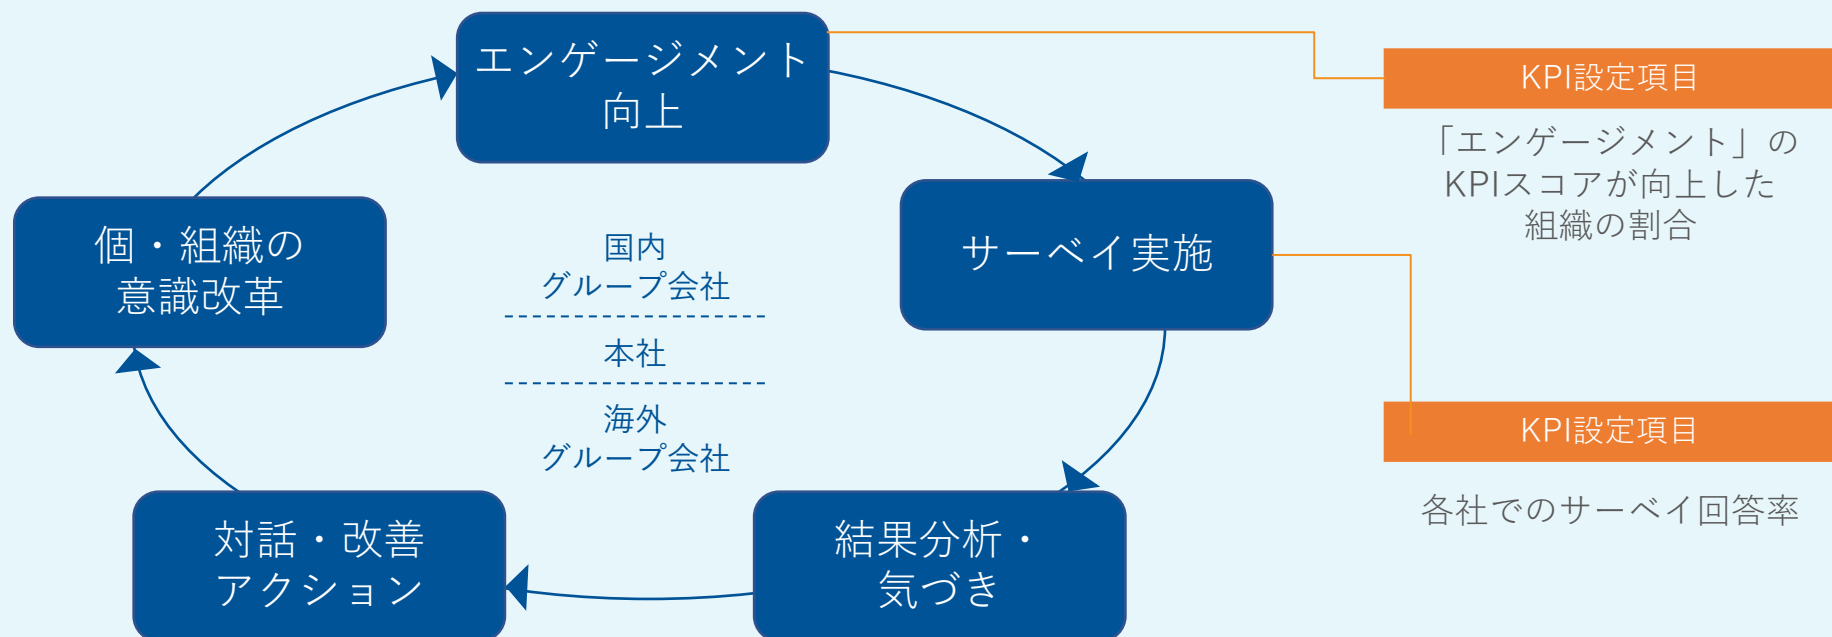 エンゲージメント
向上
KPI設定項目
「エンゲージメント」の
KPIスコアが向上した
組織の割合
サーベイ実施
個・組織の
意識改革
国内
グループ会社
本社
海外
グループ会社
KPI設定項目
各社でのサーベイ回答率
対話・改善
アクション
結果分析・
気づき